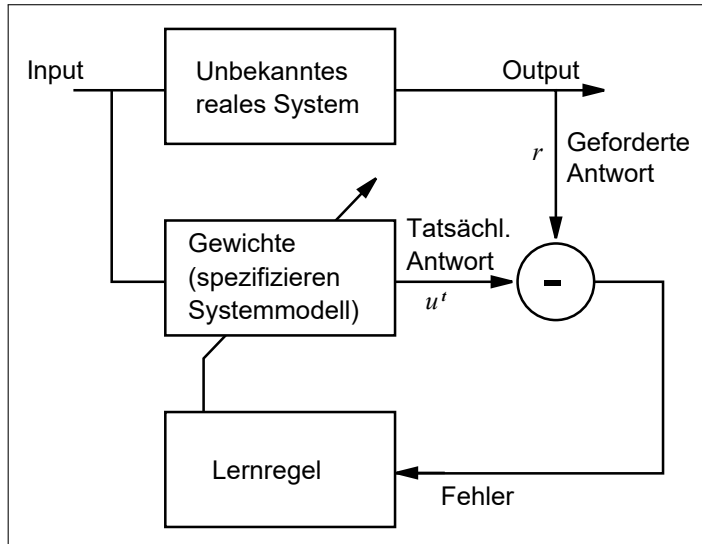 Input
Unbekanntes
reales System
Output
r
Geforderte
Antwort
Gewichte
(spezifizieren
Systemmodell)
Tatsächl.
Antwort
u^t
-
Lernregel
Fehler